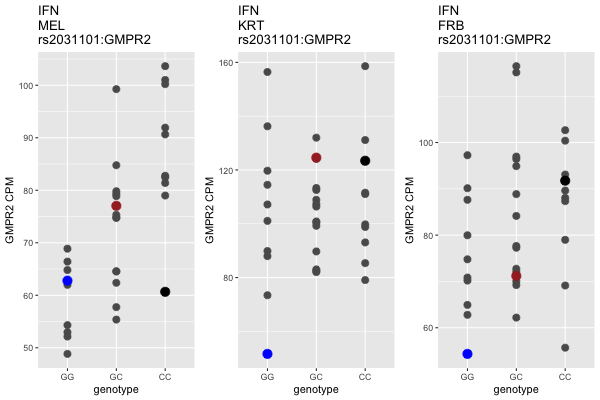 IFN
MEL
rs2031101:GMPR2
GMPR2 CPM
100
90
80
70
60
50
GG
GC
CC
genotype
IFN
KRT
rs2031101:GMPR2
GMPR2 CPM
160
120
80
GG
GC
CC
genotype
IFN
FRB
rs2031101:GMPR2
GMPR2 CPM
100
80
60
GG
GC
CC
genotype